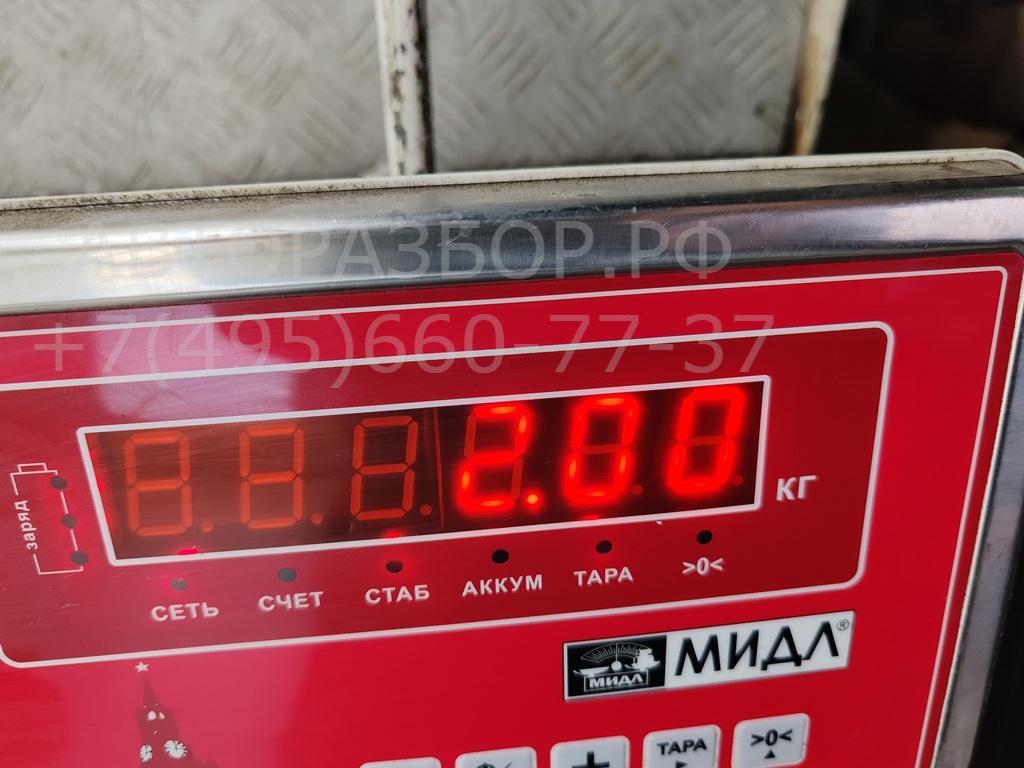 АВТОРАЗБОР.РФ
+7(495)660-77-37
2.00
КГ
заряд
СЕТЬ СЧЕТ СТАБ АККУМ ТАРА >0<
МИДЛ МИДЛ®
+ ТАРА >0<